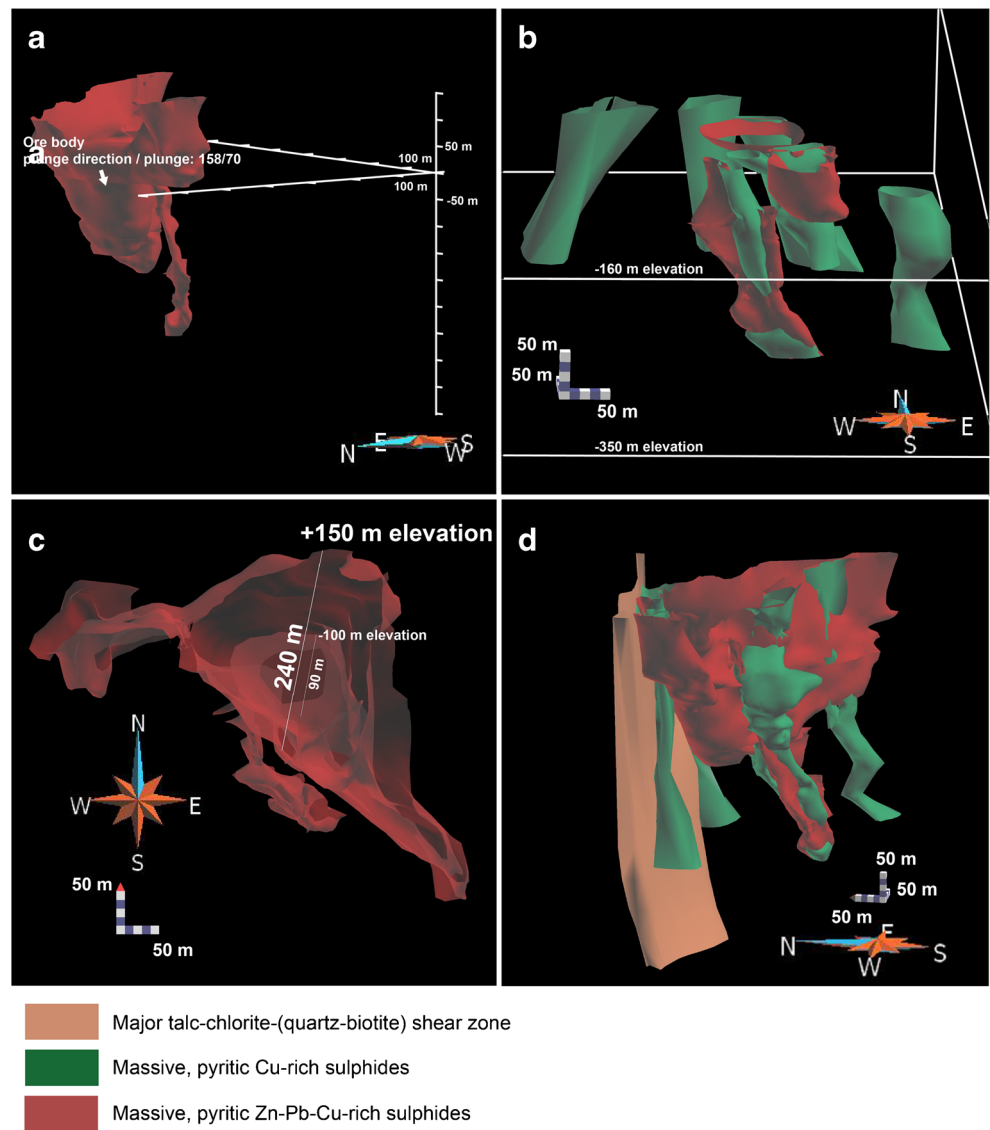 a
Ore body
a
plunge direction / plunge: 158/70
50 m
100 m
100 m
-50 m
N
E
S
W
b
-160 m elevation
50 m
50 m
50 m
N
W
E
S
-350 m elevation
c
+150 m elevation
-100 m elevation
240 m
90 m
N
W
E
S
50 m
50 m
d
50 m
50 m
50 m
N
E
S
W
Major talc-chlorite-(quartz-biotite) shear zone
Massive, pyritic Cu-rich sulphides
Massive, pyritic Zn-Pb-Cu-rich sulphides